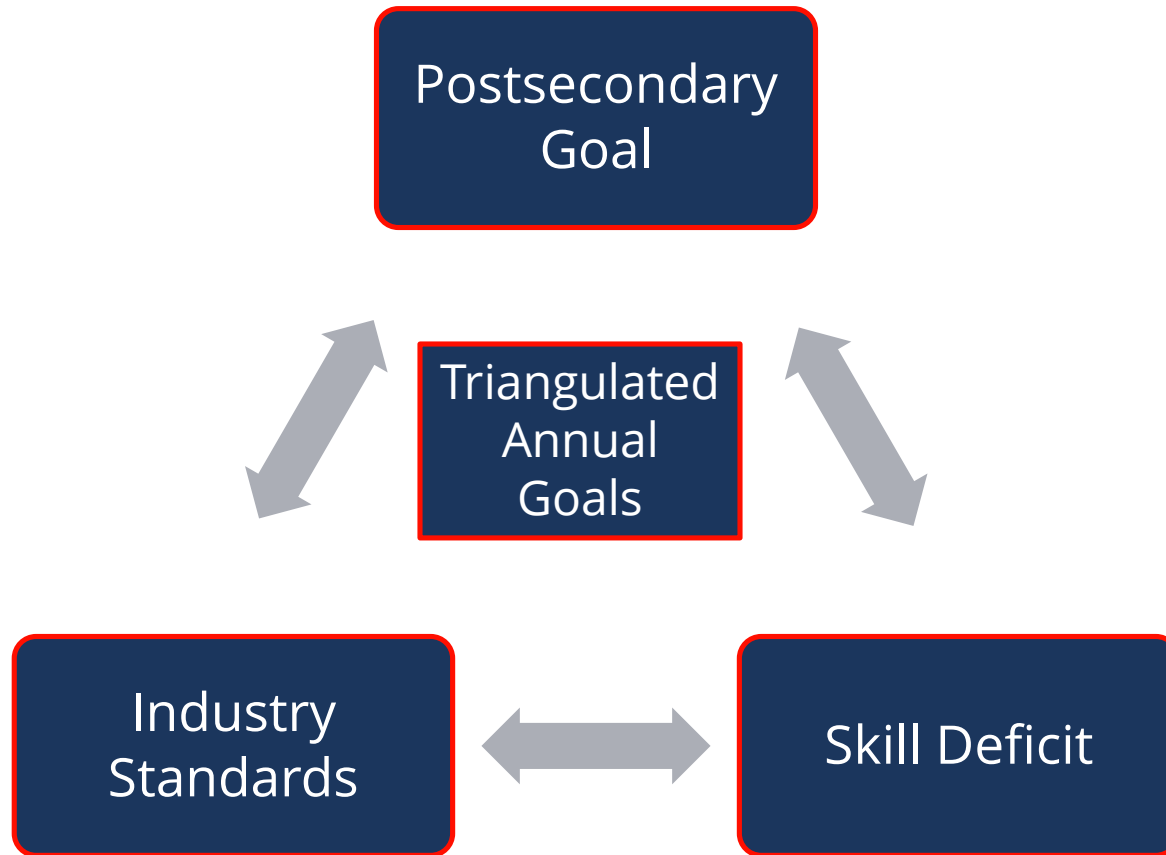 Postsecondary
Goal
Triangulated
Annual
Goals
Industry
Standards
Skill Deficit